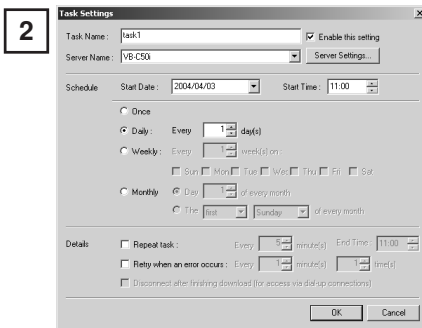 2
Task Settings
Task Name : task1 Enable this setting
Server Name : VB-C50i Server Settings...
Schedule Start Date : 2004/04/03 Start Time : 11:00
Once
Daily : Every 1 day(s)
Weekly : Every 1 week(s) on :
Sun Mon Tue Wed Thu Fri Sat
Monthly Day 1 of every month
The first Sunday of every month
Details Repeat task : Every 5 minute(s) End Time : 11:00
Retry when an error occurs : Every 1 minute(s) 1 time(s)
Disconnect after finishing download (for access via dial-up connections)
OK Cancel